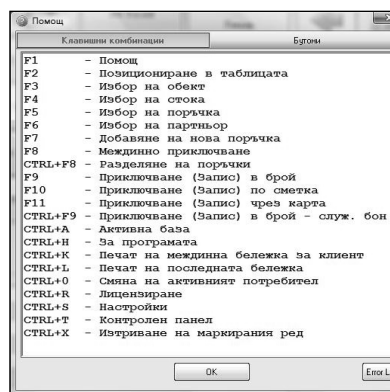 Помощ
Клавишни комбинации
Бутони
F1 - Помощ
F2 - Позициониране в таблицата
F3 - Избор на обект
F4 - Избор на стока
F5 - Избор на поръчка
F6 - Избор на партньор
F7 - Добавяне на нова поръчка
F8 - Междинно приключване
CTRL+F8 - Разделяне на поръчки
F9 - Приключване (Запис) в брой
F10 - Приключване (Запис) по сметка
F11 - Приключване (Запис) чрез карта
CTRL+F9 - Приключване (Запис) в брой - служ. бон
CTRL+A - Активна база
CTRL+H - За програмата
CTRL+K - Печат на междинна бележка за клиент
CTRL+L - Печат на последната бележка
CTRL+O - Смяна на активният потребител
CTRL+R - Лицензиране
CTRL+S - Настройки
CTRL+T - Контролен панел
CTRL+X - Изтриване на маркирания ред
OK
Error L